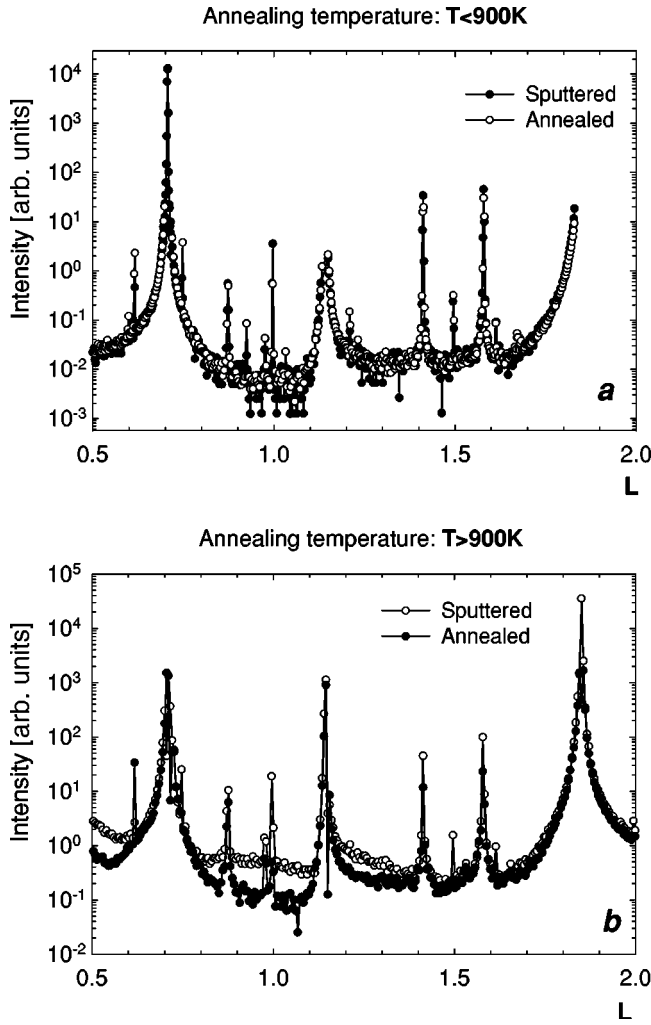 Annealing temperature: T<900K
Intensity [arb. units]
10^4
10^3
10^2
10^1
10^0
10^-1
10^-2
10^-3
Sputtered
Annealed
a
0.5 1.0 1.5 2.0
L
Annealing temperature: T>900K
Intensity [arb. units]
10^5
10^4
10^3
10^2
10^1
10^0
10^-1
10^-2
Sputtered
Annealed
b
0.5 1.0 1.5 2.0
L